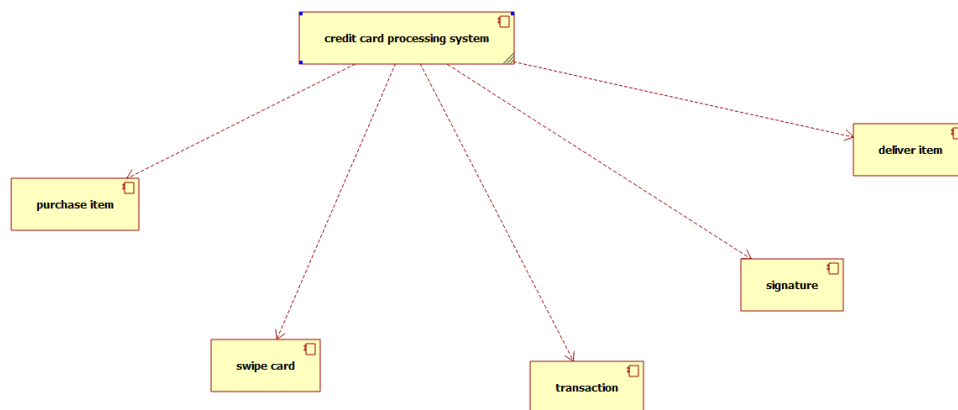 credit card processing system
deliver item
purchase item
signature
swipe card
transaction